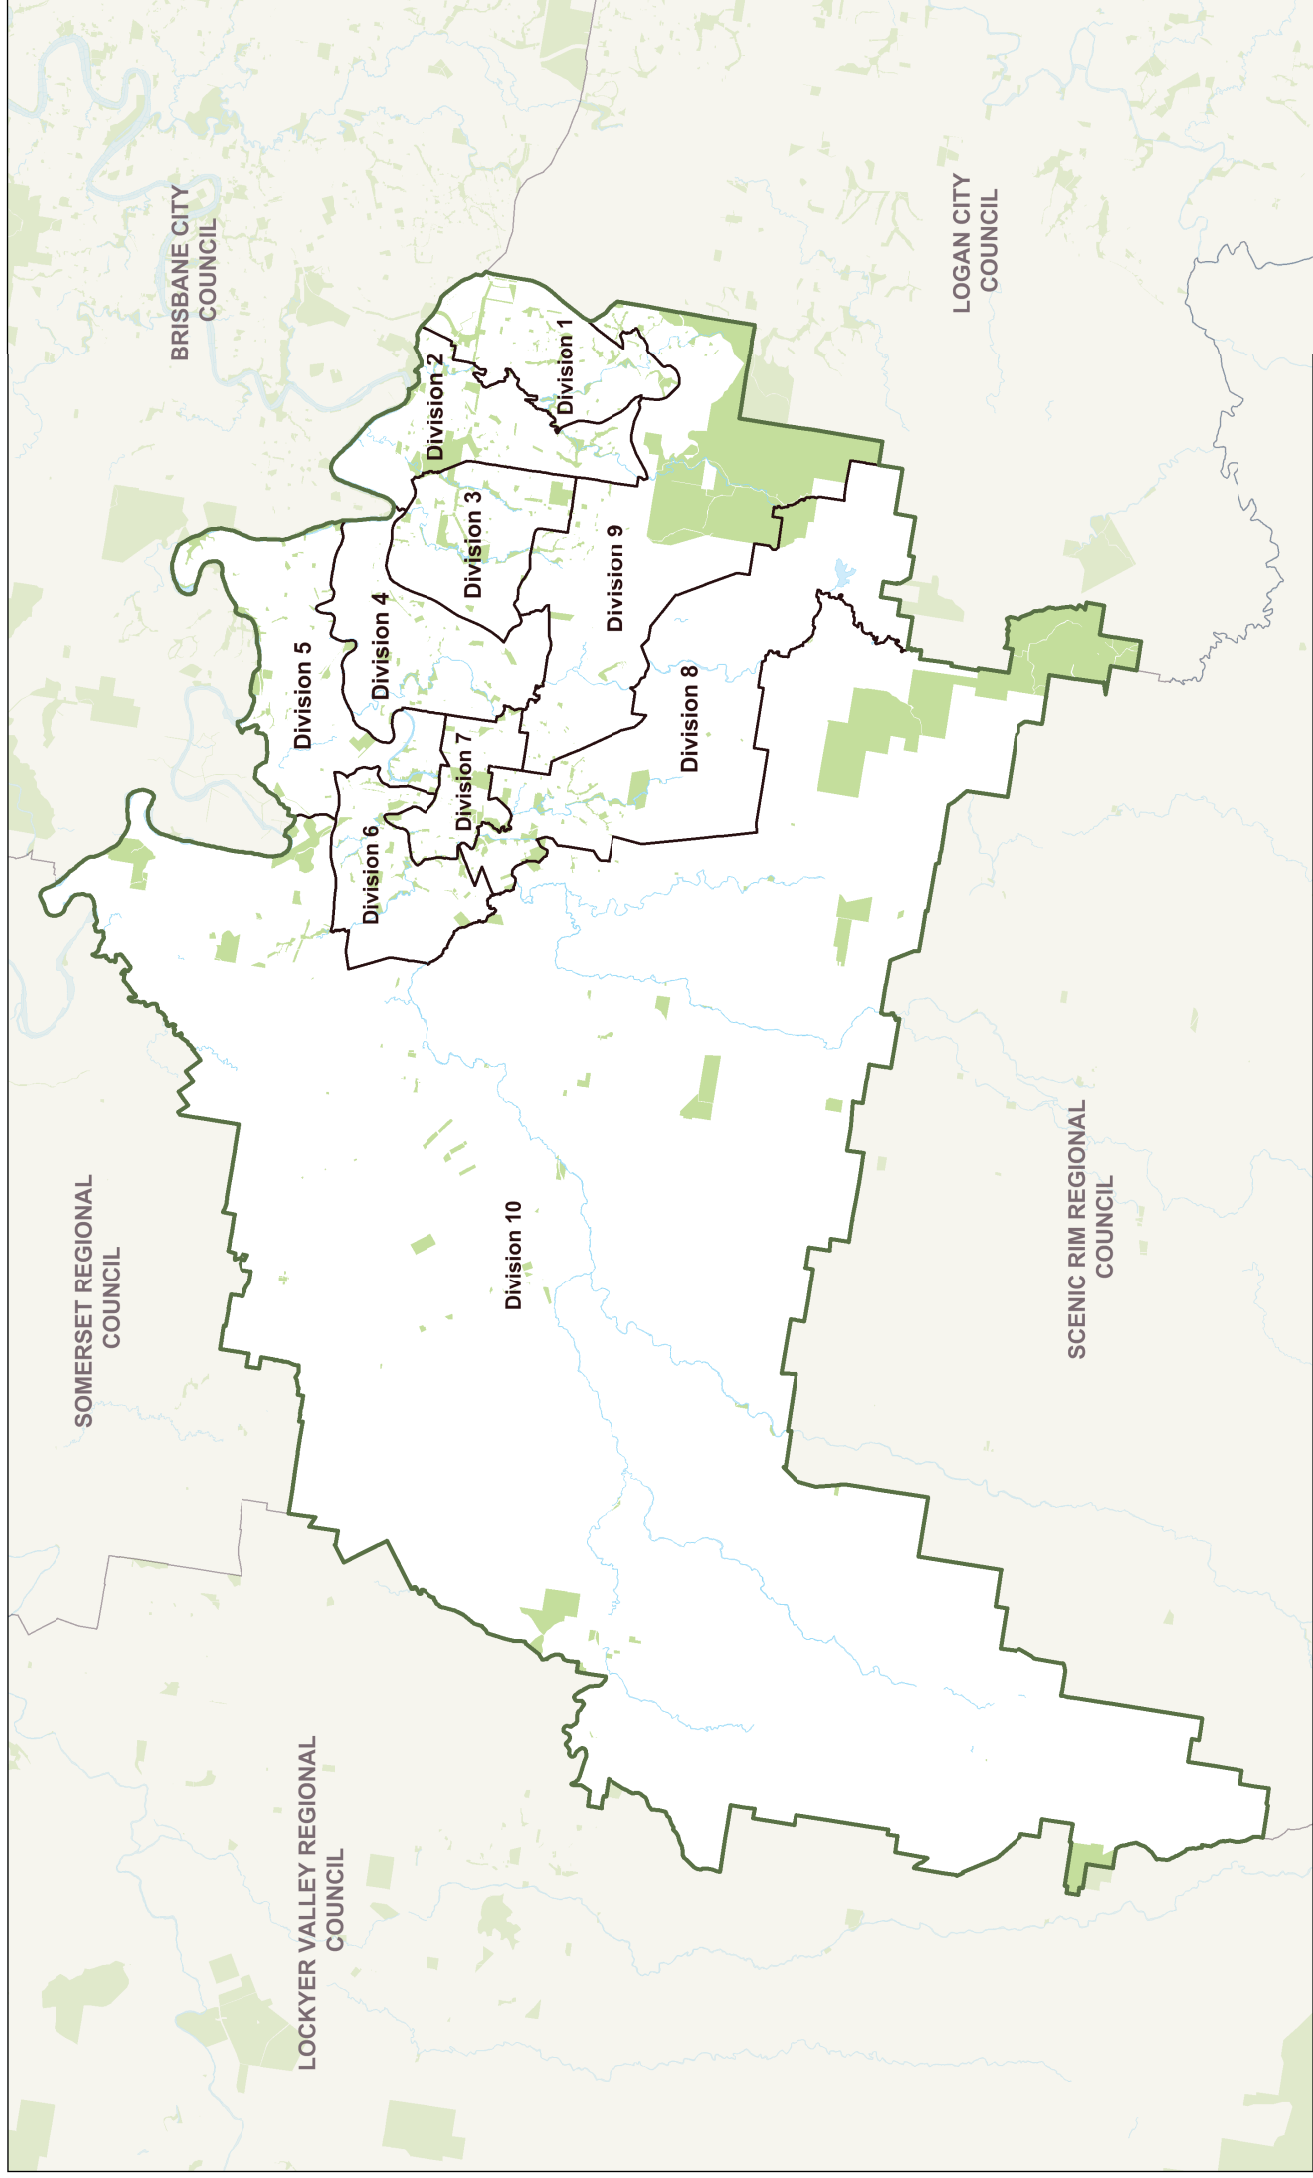 SOMERSET REGIONAL
COUNCIL
BRISBANE CITY
COUNCIL
LOCKYER VALLEY REGIONAL
COUNCIL
Division 5
Division 6
Division 4
Division 2
Division 7
Division 3
Division 10
Division 1
Division 9
Division 8
LOGAN CITY
COUNCIL
SCENIC RIM REGIONAL
COUNCIL